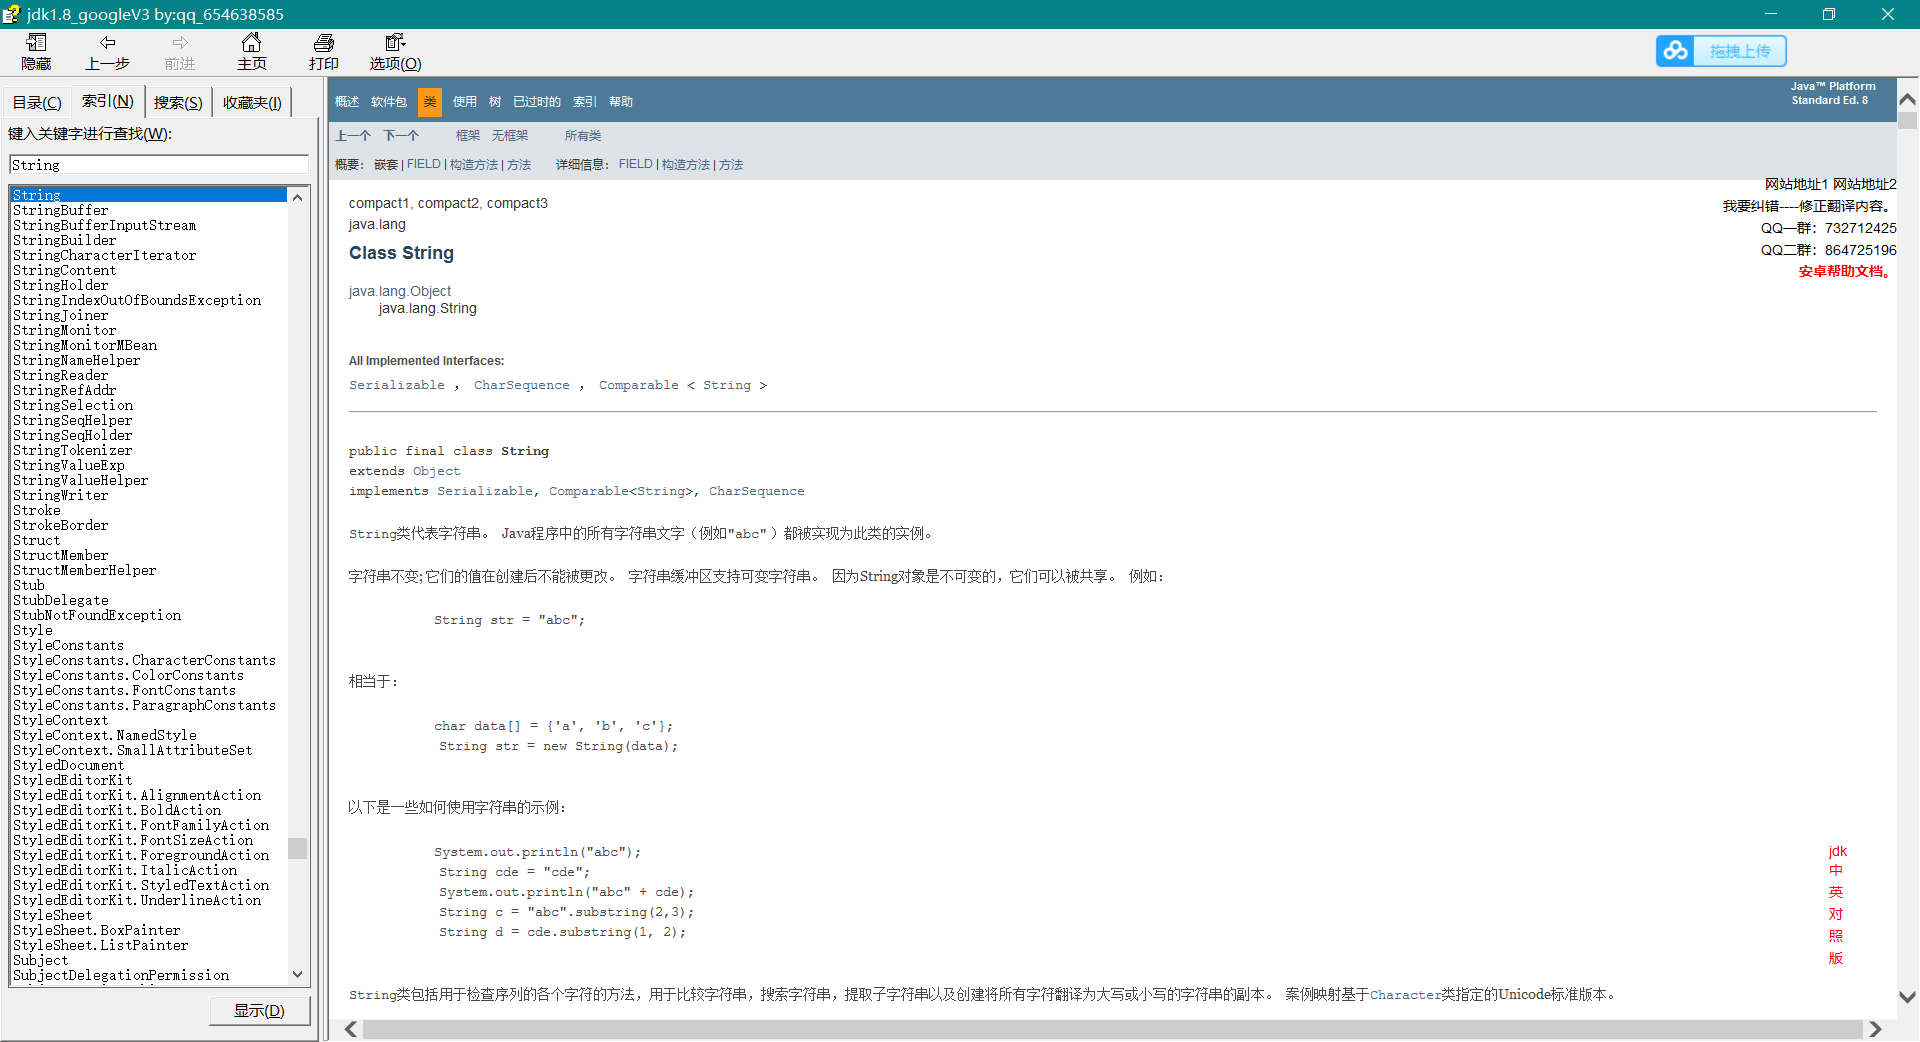 jdk1.8_googleV3 by:qq_654638585
隐藏 上一步 前进 主页 打印 选项(O)
拖拽上传
目录(C) 索引(N) 搜索(S) 收藏夹(I)
键入关键字进行查找(W):
String
String
StringBuffer
StringBufferInputStream
StringBuilder
StringCharacterIterator
StringContent
StringHolder
StringIndexOutOfBoundsException
StringJoiner
StringMonitor
StringMonitorMBean
StringNameHelper
StringReader
StringRefAddr
StringSelection
StringSeqHelper
StringSeqHolder
StringTokenizer
StringValueExp
StringValueHelper
StringWriter
Stroke
StrokeBorder
Struct
StructMember
StructMemberHelper
Stub
StubDelegate
StubNotFoundException
Style
StyleConstants
StyleConstants.CharacterConstants
StyleConstants.ColorConstants
StyleConstants.FontConstants
StyleConstants.ParagraphConstants
StyleContext
StyleContext.NamedStyle
StyleContext.SmallAttributeSet
StyledDocument
StyledEditorKit
StyledEditorKit.AlignmentAction
StyledEditorKit.BoldAction
StyledEditorKit.FontFamilyAction
StyledEditorKit.FontSizeAction
StyledEditorKit.ForegroundAction
StyledEditorKit.ItalicAction
StyledEditorKit.StyledTextAction
StyledEditorKit.UnderlineAction
StyleSheet
StyleSheet.BoxPainter
StyleSheet.ListPainter
Subject
SubjectDelegationPermission
显示(D)
概述 软件包 类 使用 树 已过时的 索引 帮助
Java™ Platform
Standard Ed. 8
上一个 下一个 框架 无框架 所有类
概要: 嵌套 | FIELD | 构造方法 | 方法 详细信息: FIELD | 构造方法 | 方法
网站地址1 网站地址2
我要纠错----修正翻译内容。
QQ一群: 732712425
QQ二群: 864725196
安卓帮助文档。
compact1, compact2, compact3
java.lang
Class String
java.lang.Object
java.lang.String
All Implemented Interfaces:
Serializable , CharSequence , Comparable < String >
public final class String
extends Object
implements Serializable, Comparable<String>, CharSequence
String类代表字符串。 Java程序中的所有字符串文字（例如"abc" ）都被实现为此类的实例。
字符串不变; 它们的值在创建后不能被更改。 字符串缓冲区支持可变字符串。 因为String对象是不可变的，它们可以被共享。 例如：
String str = "abc";
相当于：
char data[] = {'a', 'b', 'c'};
String str = new String(data);
以下是一些如何使用字符串的示例：
System.out.println("abc");
String cde = "cde";
System.out.println("abc" + cde);
String c = "abc".substring(2,3);
String d = cde.substring(1, 2);
String类包括用于检查序列的各个字符的方法，用于比较字符串，搜索字符串，提取子字符串以及创建将所有字符翻译为大写或小写的字符串的副本。 案例映射基于Character类指定的Unicode标准版本。
jdk
中
英
对
照
版